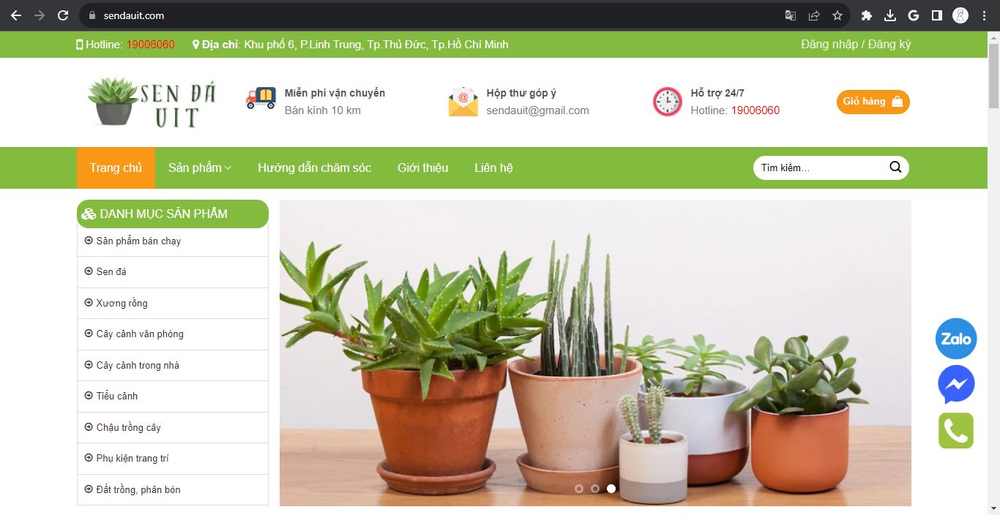 sendauit.com
Hotline: 19006060 Địa chỉ: Khu phố 6, P.Linh Trung, Tp.Thủ Đức, Tp.Hồ Chí Minh Đăng nhập / Đăng ký
SEN ĐÁ
UIT
Miễn phí vận chuyển
Bán kính 10 km
Hộp thư góp ý
sendauit@gmail.com
Hỗ trợ 24/7
Hotline: 19006060
Giỏ hàng
Trang chủ Sản phẩm Hướng dẫn chăm sóc Giới thiệu Liên hệ Tìm kiếm...
DANH MỤC SẢN PHẨM
Sản phẩm bán chạy
Sen đá
Xương rồng
Cây cảnh văn phòng
Cây cảnh trong nhà
Tiểu cảnh
Chậu trồng cây
Phụ kiện trang trí
Đất trồng, phân bón
Zalo